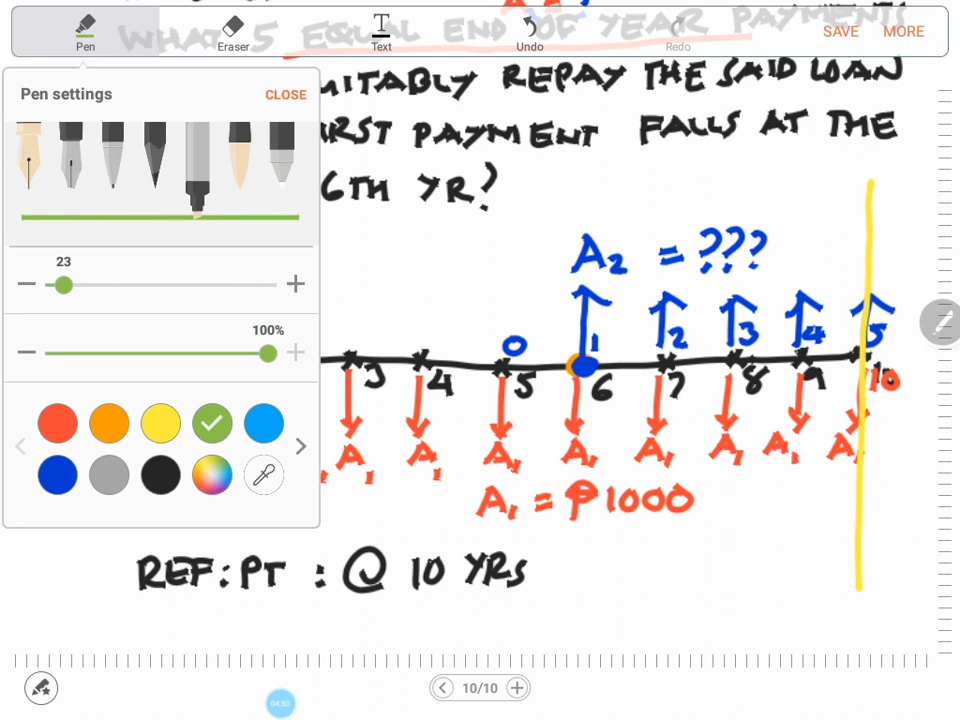 WHAT 5 EQUAL END OF YEAR PAYMENTS
Pen Eraser Text Undo Redo SAVE MORE
Pen settings CLOSE
REPAY THE SAID LOAN
PAYMENT FALLS AT THE
6TH YR?
23
100%
A2 = ???
0 1 2 3 4 5
3 4 5 6 7 8 9 10
A1 A1 A1 A1 A1 A1 A1 A1
A1 = ₱1000
REF: PT : @ 10 YRS
10/10
04:50